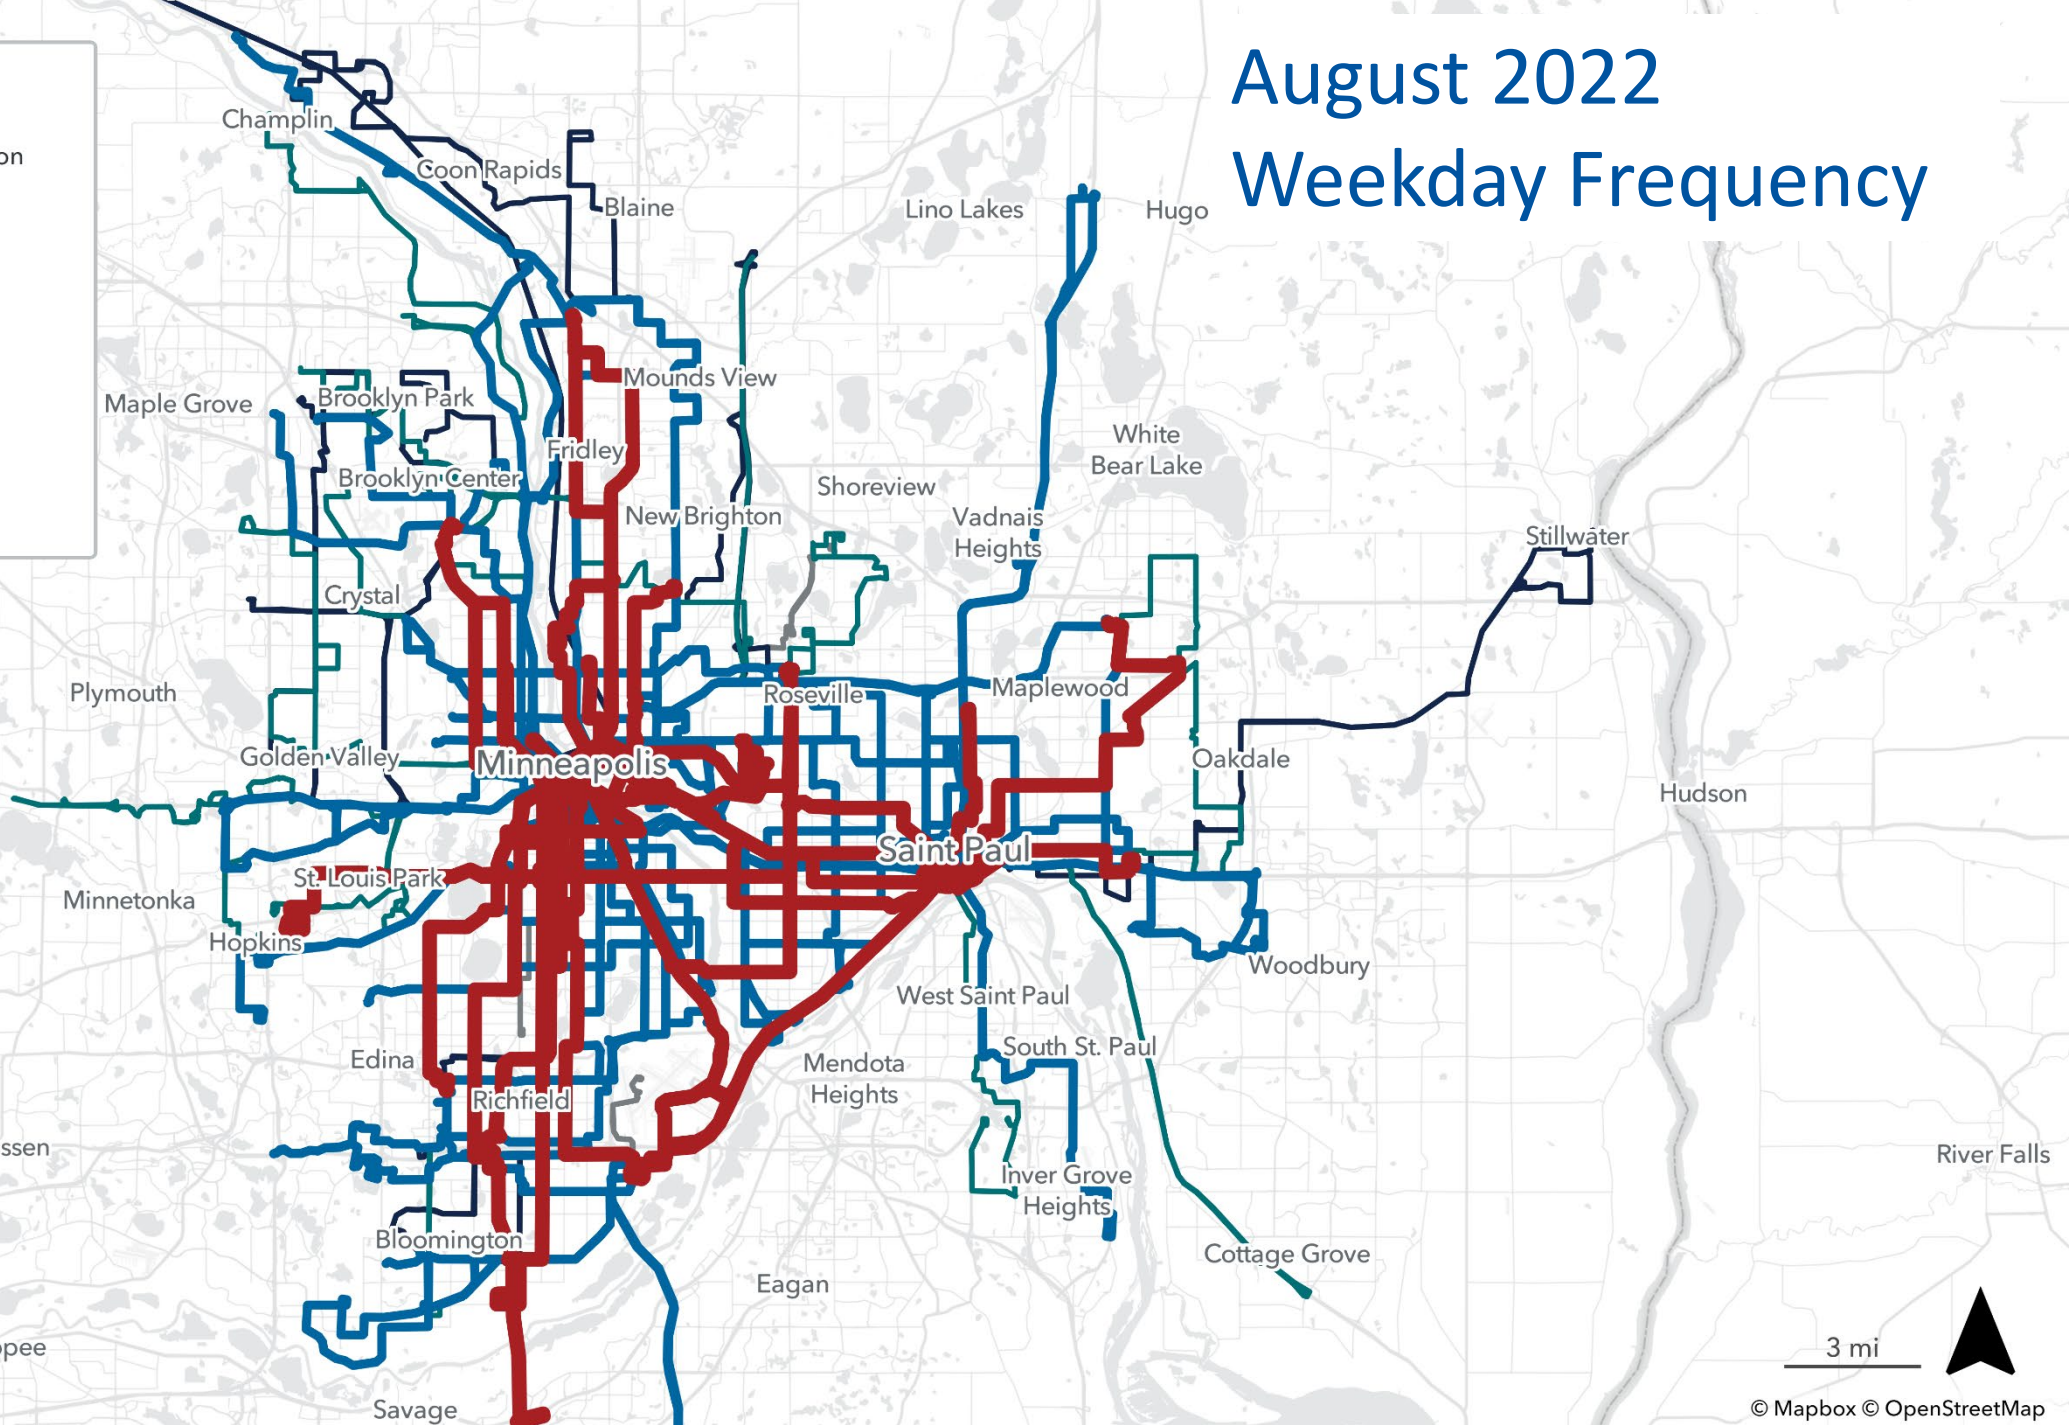 August 2022
Weekday Frequency
on
Champlin
Coon Rapids
Blaine
Lino Lakes
Hugo
Mounds View
Maple Grove
Brooklyn Park
Fridley
White
Bear Lake
Brooklyn Center
Shoreview
New Brighton
Vadnais
Heights
Stillwater
Crystal
Plymouth
Roseville
Maplewood
Golden Valley
Minneapolis
Oakdale
Hudson
Saint Paul
St. Louis Park
Minnetonka
Hopkins
Woodbury
West Saint Paul
Edina
Mendota
Heights
South St. Paul
Richfield
ssen
River Falls
Inver Grove
Heights
Bloomington
Cottage Grove
Eagan
pee
3 mi
Savage
© Mapbox © OpenStreetMap